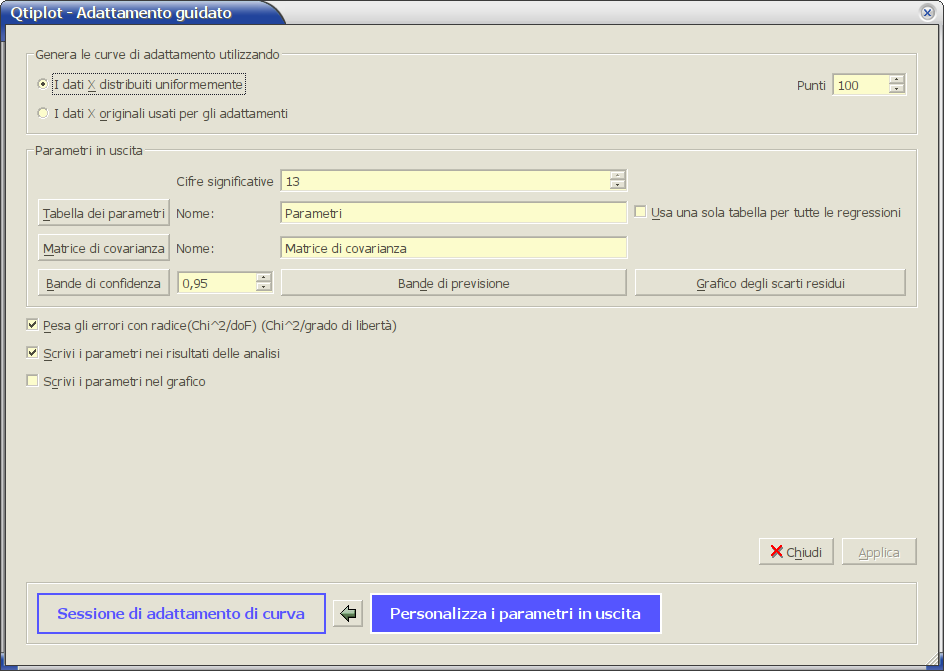 Qtiplot - Adattamento guidato
Genera le curve di adattamento utilizzando
I dati X distribuiti uniformemente
Punti 100
I dati X originali usati per gli adattamenti
Parametri in uscita
Cifre significative 13
Tabella dei parametri Nome: Parametri Usa una sola tabella per tutte le regressioni
Matrice di covarianza Nome: Matrice di covarianza
Bande di confidenza 0,95 Bande di previsione Grafico degli scarti residui
Pesa gli errori con radice(Chi^2/doF) (Chi^2/grado di libertà)
Scrivi i parametri nei risultati delle analisi
Scrivi i parametri nel grafico
Chiudi Applica
Sessione di adattamento di curva Personalizza i parametri in uscita